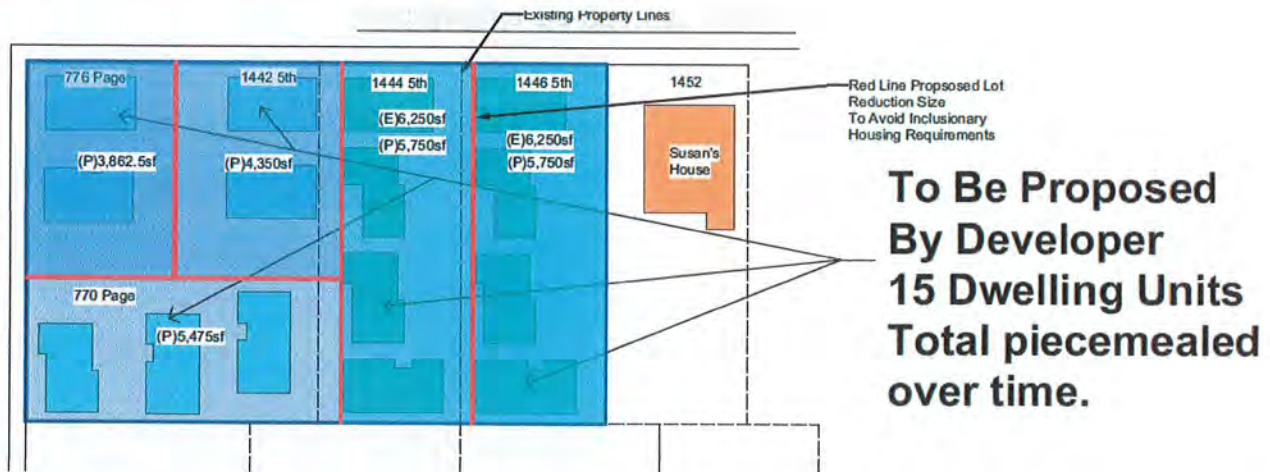 Existing Property Lines
776 Page
1442 5th
1444 5th
1446 5th
1452
(E)6,250sf
(P)5,750sf
(E)6,250sf
(P)5,750sf
(P)3,862.5sf
(P)4,350sf
Susan's
House
770 Page
(P)5,475sf
Red Line Propsosed Lot
Reduction Size
To Avoid Inclusionary
Housing Requirements
To Be Proposed
By Developer
15 Dwelling Units
Total piecemealed
over time.